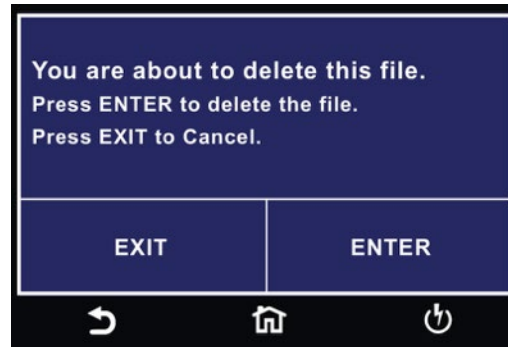 You are about to delete this file.
Press ENTER to delete the file.
Press EXIT to Cancel.
EXIT
ENTER